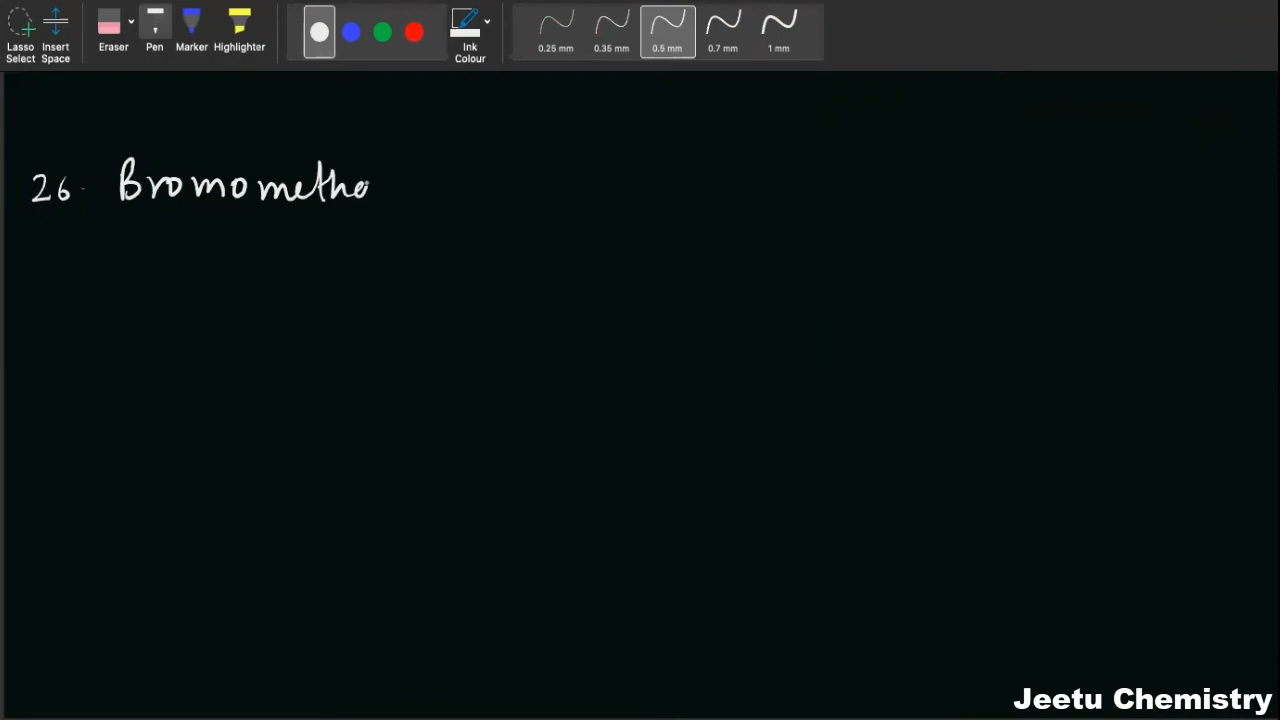 Lasso Select
Insert Space
Eraser
Pen
Marker
Highlighter
Ink Colour
0.25 mm
0.35 mm
0.5 mm
0.7 mm
1 mm
26. Bromometho
Jeetu Chemistry